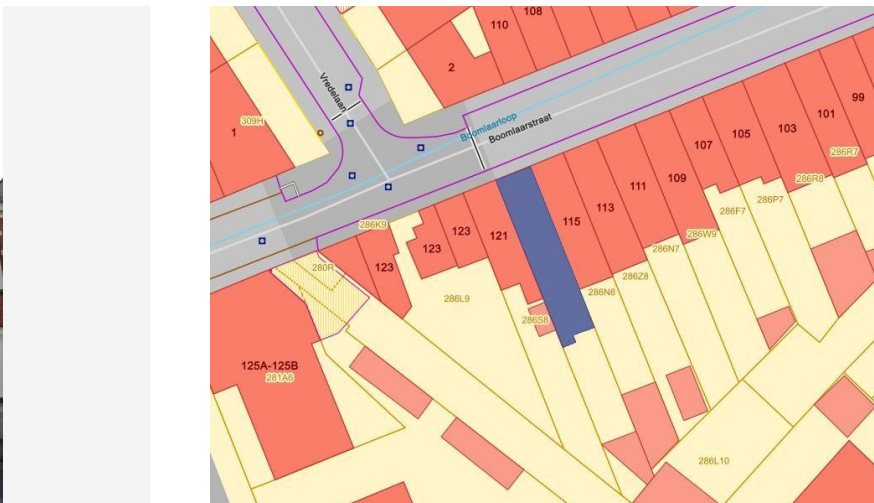 108
110
2
Vredelaan
1
309H
Boomlaarloop
Boomlaarstraat
99
101
103
105
107
109
111
113
115
121
123
123
123
286K9
286R7
286R8
286P7
286F7
286W9
286N7
286Z8
286N8
286S8
286L9
280R
125A-125B
281A6
286L10